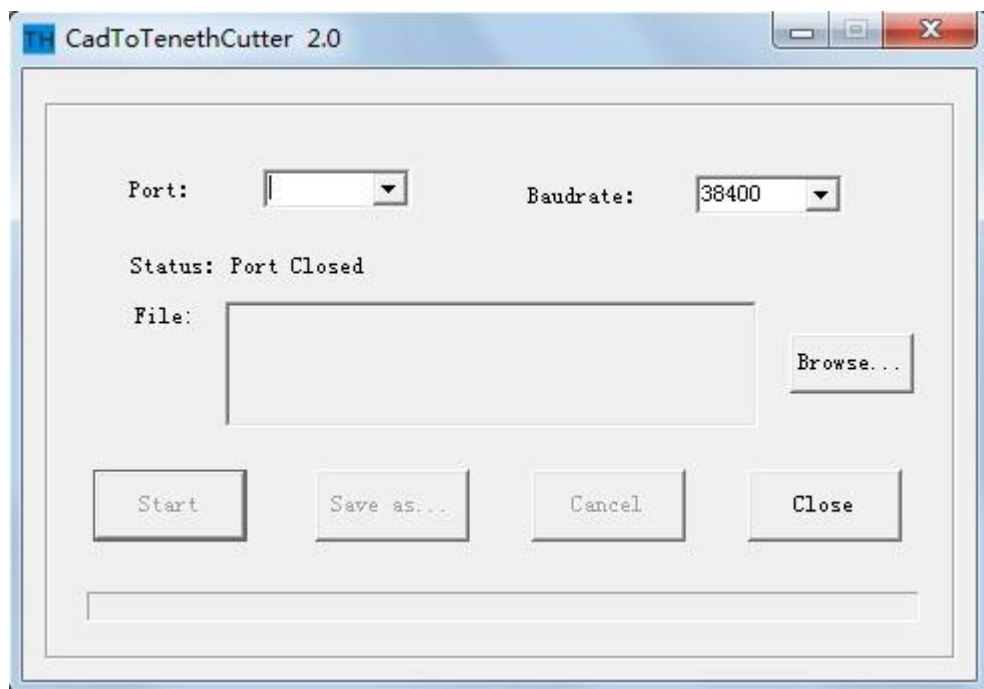 TH CadToTenethCutter 2.0
Port: Baudrate: 38400
Status: Port Closed
File:
Browse...
Start Save as... Cancel Close